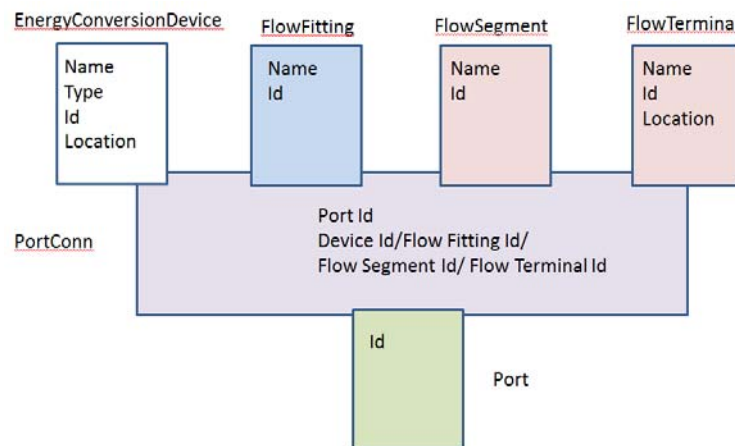 EnergyConversionDevice
FlowFitting
FlowSegment
FlowTerminal
Name
Type
Id
Location
Name
Id
Name
Id
Name
Id
Location
PortConn
Port Id
Device Id/Flow Fitting Id/
Flow Segment Id/ Flow Terminal Id
Id
Port